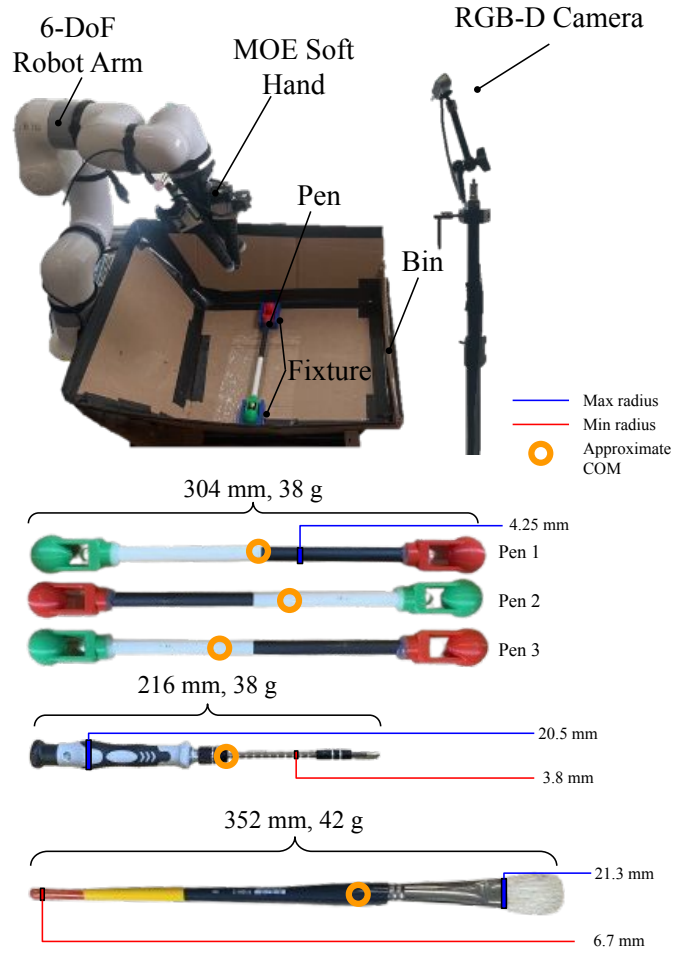 6-DoF
Robot Arm
MOE Soft
Hand
RGB-D Camera
Pen
Bin
Fixture
Max radius
Min radius
Approximate
COM
304 mm, 38 g
4.25 mm
Pen 1
Pen 2
Pen 3
216 mm, 38 g
20.5 mm
3.8 mm
352 mm, 42 g
21.3 mm
6.7 mm